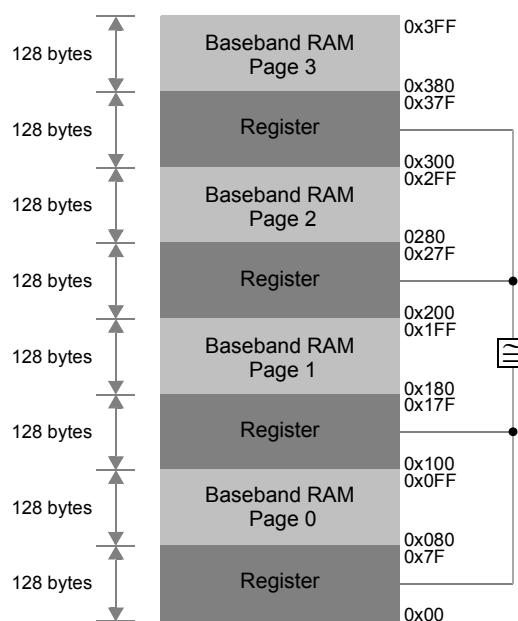 0x3FF
128 bytes
Baseband RAM
Page 3
0x380
0x37F
128 bytes
Register
0x300
0x2FF
128 bytes
Baseband RAM
Page 2
0280
0x27F
128 bytes
Register
0x200
0x1FF
128 bytes
Baseband RAM
Page 1
0x180
0x17F
128 bytes
Register
0x100
0x0FF
128 bytes
Baseband RAM
Page 0
0x080
0x7F
128 bytes
Register
0x00